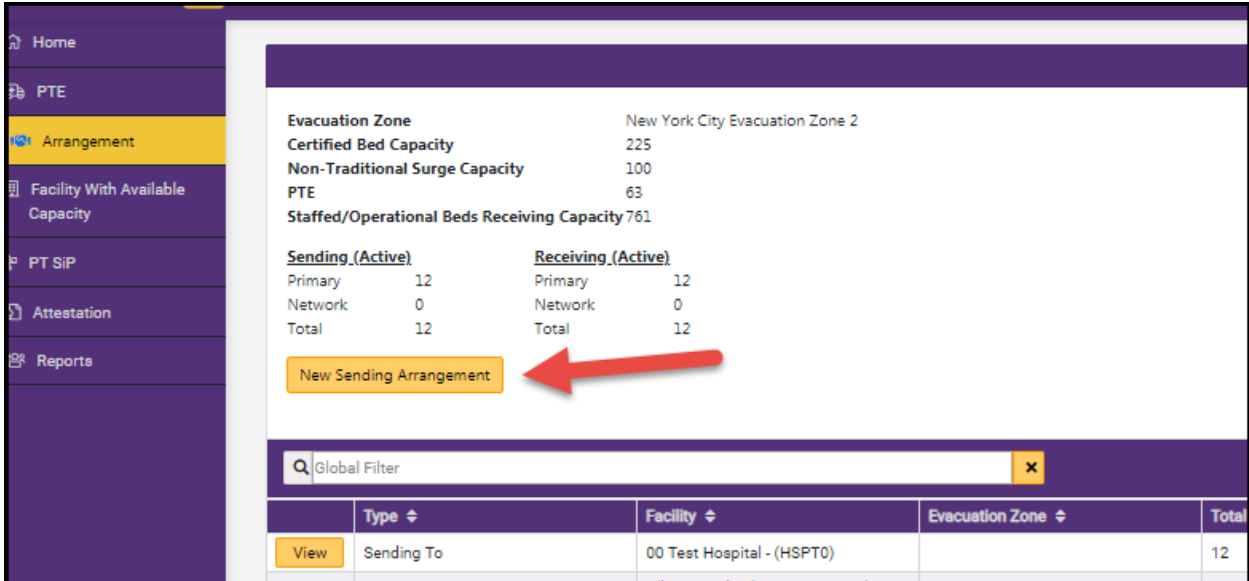 Home
PTE
Arrangement
Facility With Available
Capacity
PT SiP
Attestation
Reports
Evacuation Zone New York City Evacuation Zone 2
Certified Bed Capacity 225
Non-Traditional Surge Capacity 100
PTE 63
Staffed/Operational Beds Receiving Capacity 761
Sending (Active) Receiving (Active)
Primary 12 Primary 12
Network 0 Network 0
Total 12 Total 12
New Sending Arrangement
Global Filter
Type Facility Evacuation Zone Total
View Sending To 00 Test Hospital - (HSPT0) 12